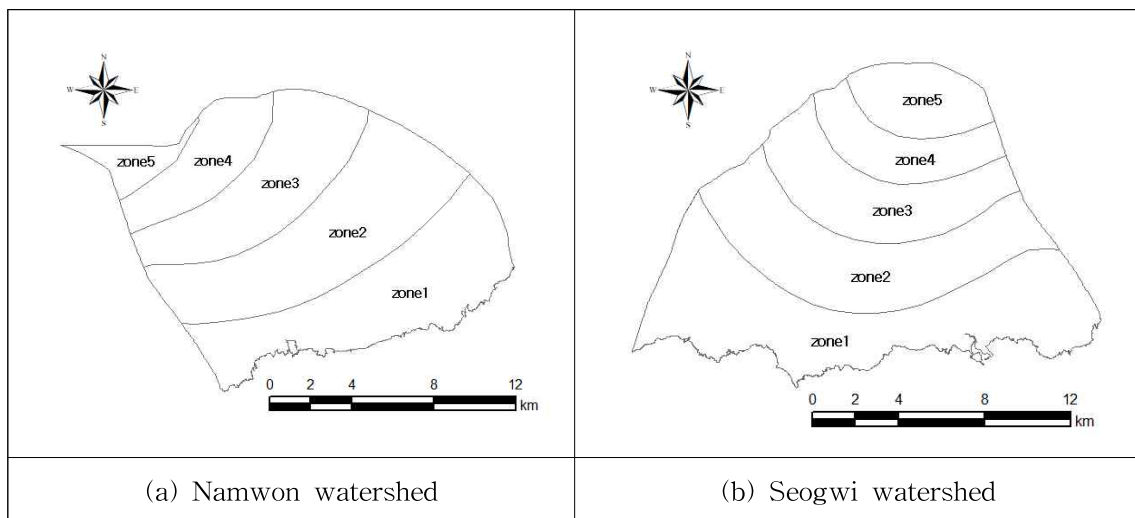 N
W E
S
zone5
zone4
zone3
zone2
zone1
0 2 4 8 12
km
(a) Namwon watershed
N
W E
S
zone5
zone4
zone3
zone2
zone1
0 2 4 8 12
km
(b) Seogwi watershed